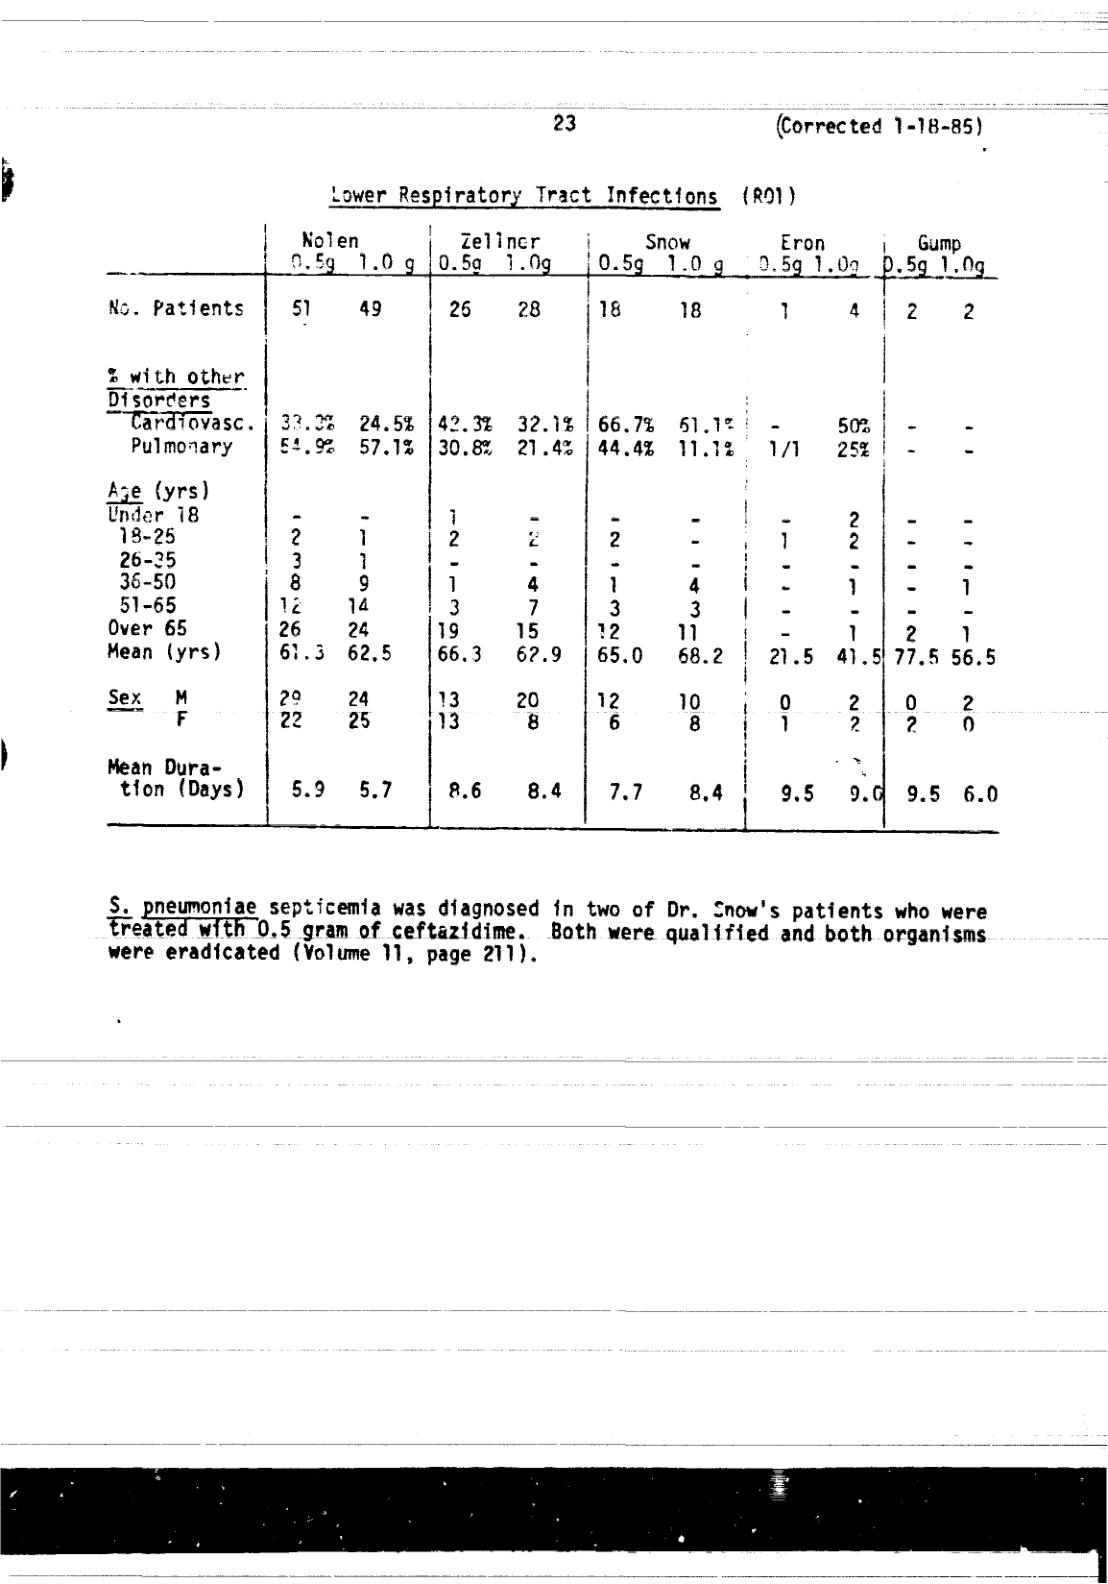 23 (Corrected 1-18-85)
Lower Respiratory Tract Infections (R01)
Nolen Zellner Snow Eron Gump
0.5g 1.0 g 0.5g 1.0g 0.5g 1.0 g 0.5g 1.0g 0.5g 1.0g
No. Patients 51 49 26 28 18 18 1 4 2 2
% with other
Disorders
Cardiovasc. 33.3% 24.5% 42.3% 32.1% 66.7% 61.1% - 50% - -
Pulmonary 54.9% 57.1% 30.8% 21.4% 44.4% 11.1% 1/1 25% - -
Age (yrs)
Under 18 - - 1 - - - - 2 - -
18-25 2 1 2 2 2 - 1 2 - -
26-35 3 1 - - - - - - - -
36-50 8 9 1 4 1 4 - 1 - 1
51-65 12 14 3 7 3 3 - - - -
Over 65 26 24 19 15 12 11 - 1 2 1
Mean (yrs) 61.3 62.5 66.3 62.9 65.0 68.2 21.5 41.5 77.5 56.5
Sex M 29 24 13 20 12 10 0 2 0 2
F 22 25 13 8 6 8 1 2 2 0
Mean Dura-
tion (Days) 5.9 5.7 8.6 8.4 7.7 8.4 9.5 9.0 9.5 6.0
S. pneumoniae septicemia was diagnosed in two of Dr. Snow's patients who were
treated with 0.5 gram of ceftazidime. Both were qualified and both organisms
were eradicated (Volume 11, page 211).